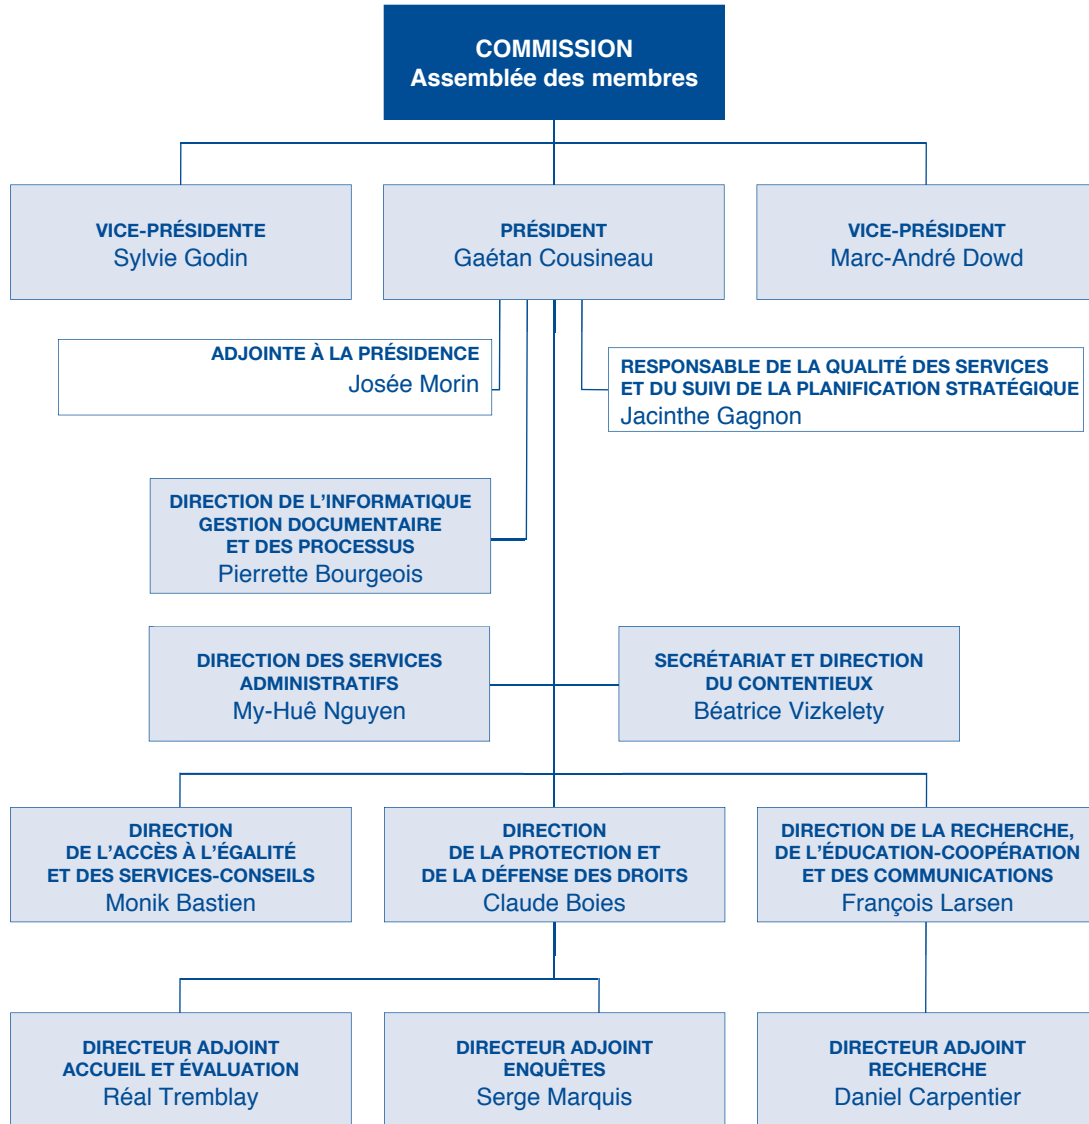 COMMISSION
Assemblée des membres
VICE-PRÉSIDENTE
Sylvie Godin
PRÉSIDENT
Gaétan Cousineau
VICE-PRÉSIDENT
Marc-André Dowd
ADJOINTE À LA PRÉSIDENCE
Josée Morin
RESPONSABLE DE LA QUALITÉ DES SERVICES
ET DU SUIVI DE LA PLANIFICATION STRATÉGIQUE
Jacinthe Gagnon
DIRECTION DE L'INFORMATIQUE
GESTION DOCUMENTAIRE
ET DES PROCESSUS
Pierrette Bourgeois
DIRECTION DES SERVICES
ADMINISTRATIFS
My-Huê Nguyen
SECRÉTARIAT ET DIRECTION
DU CONTENTIEUX
Béatrice Vizkelety
DIRECTION
DE L'ACCÈS À L'ÉGALITÉ
ET DES SERVICES-CONSEILS
Monik Bastien
DIRECTION
DE LA PROTECTION ET
DE LA DÉFENSE DES DROITS
Claude Boies
DIRECTION DE LA RECHERCHE,
DE L'ÉDUCATION-COOPÉRATION
ET DES COMMUNICATIONS
François Larsen
DIRECTEUR ADJOINT
ACCUEIL ET ÉVALUATION
Réal Tremblay
DIRECTEUR ADJOINT
ENQUÊTES
Serge Marquis
DIRECTEUR ADJOINT
RECHERCHE
Daniel Carpentier